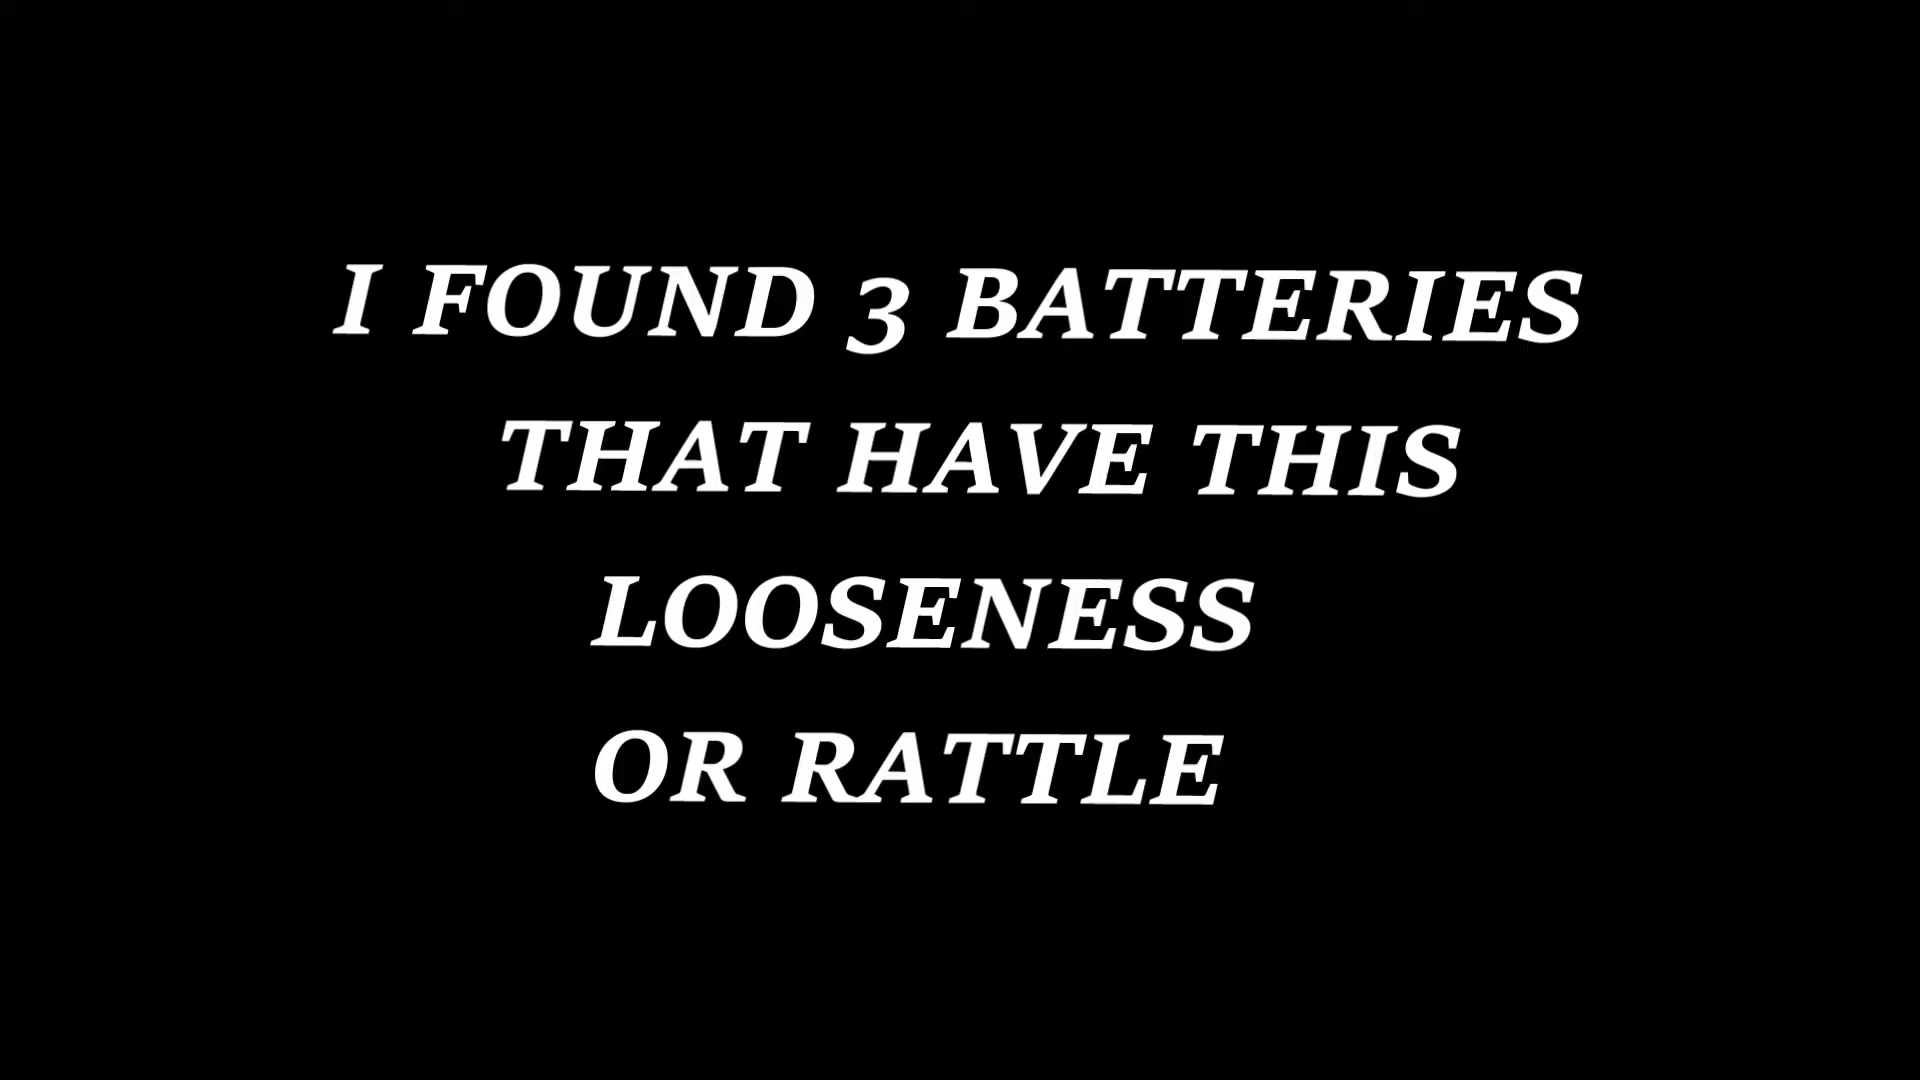 I FOUND 3 BATTERIES
THAT HAVE THIS
LOOSENESS
OR RATTLE